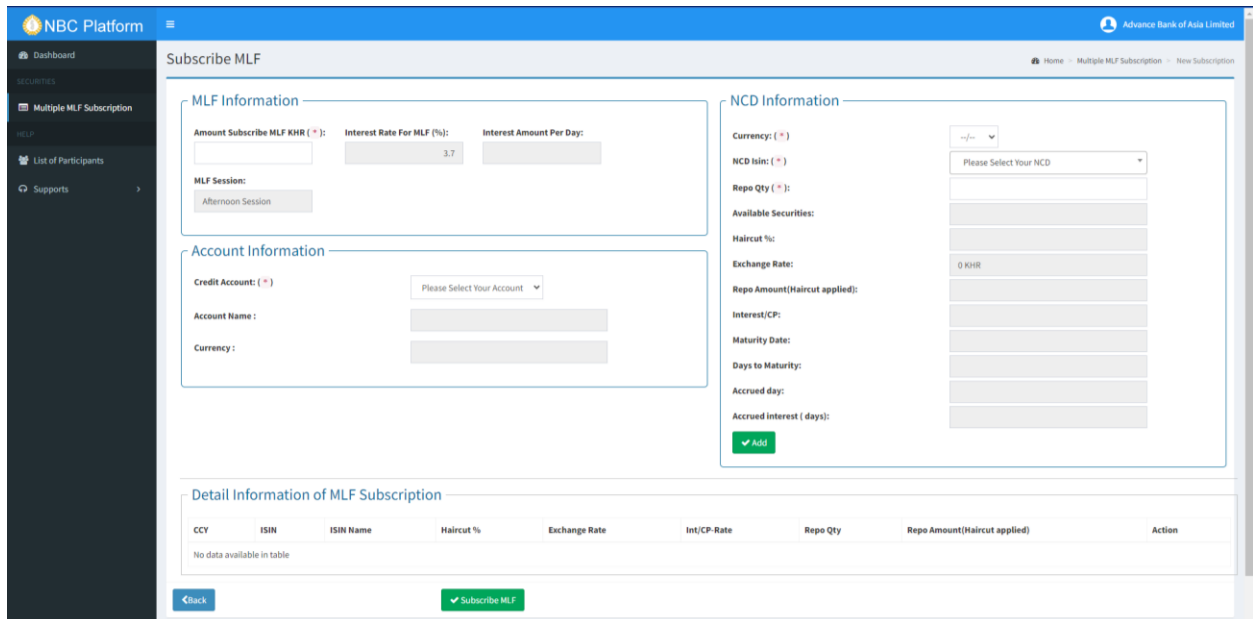 NBC Platform
Advance Bank of Asia Limited
Dashboard
SECURITIES
Multiple MLF Subscription
HELP
List of Participants
Supports
Subscribe MLF
Home > Multiple MLF Subscription > New Subscription
MLF Information
Amount Subscribe MLF KHR ( * ): Interest Rate For MLF (%): Interest Amount Per Day:
3.7
MLF Session:
Afternoon Session
Account Information
Credit Account: ( * ) Please Select Your Account
Account Name :
Currency :
NCD Information
Currency: ( * ) --/--
NCD Isin: ( * ) Please Select Your NCD
Repo Qty ( * ):
Available Securities:
Haircut %:
Exchange Rate: 0 KHR
Repo Amount(Haircut applied):
Interest/CP:
Maturity Date:
Days to Maturity:
Accrued day:
Accrued interest ( days):
Add
Detail Information of MLF Subscription
CCY ISIN ISIN Name Haircut % Exchange Rate Int/CP-Rate Repo Qty Repo Amount(Haircut applied) Action
No data available in table
Back Subscribe MLF